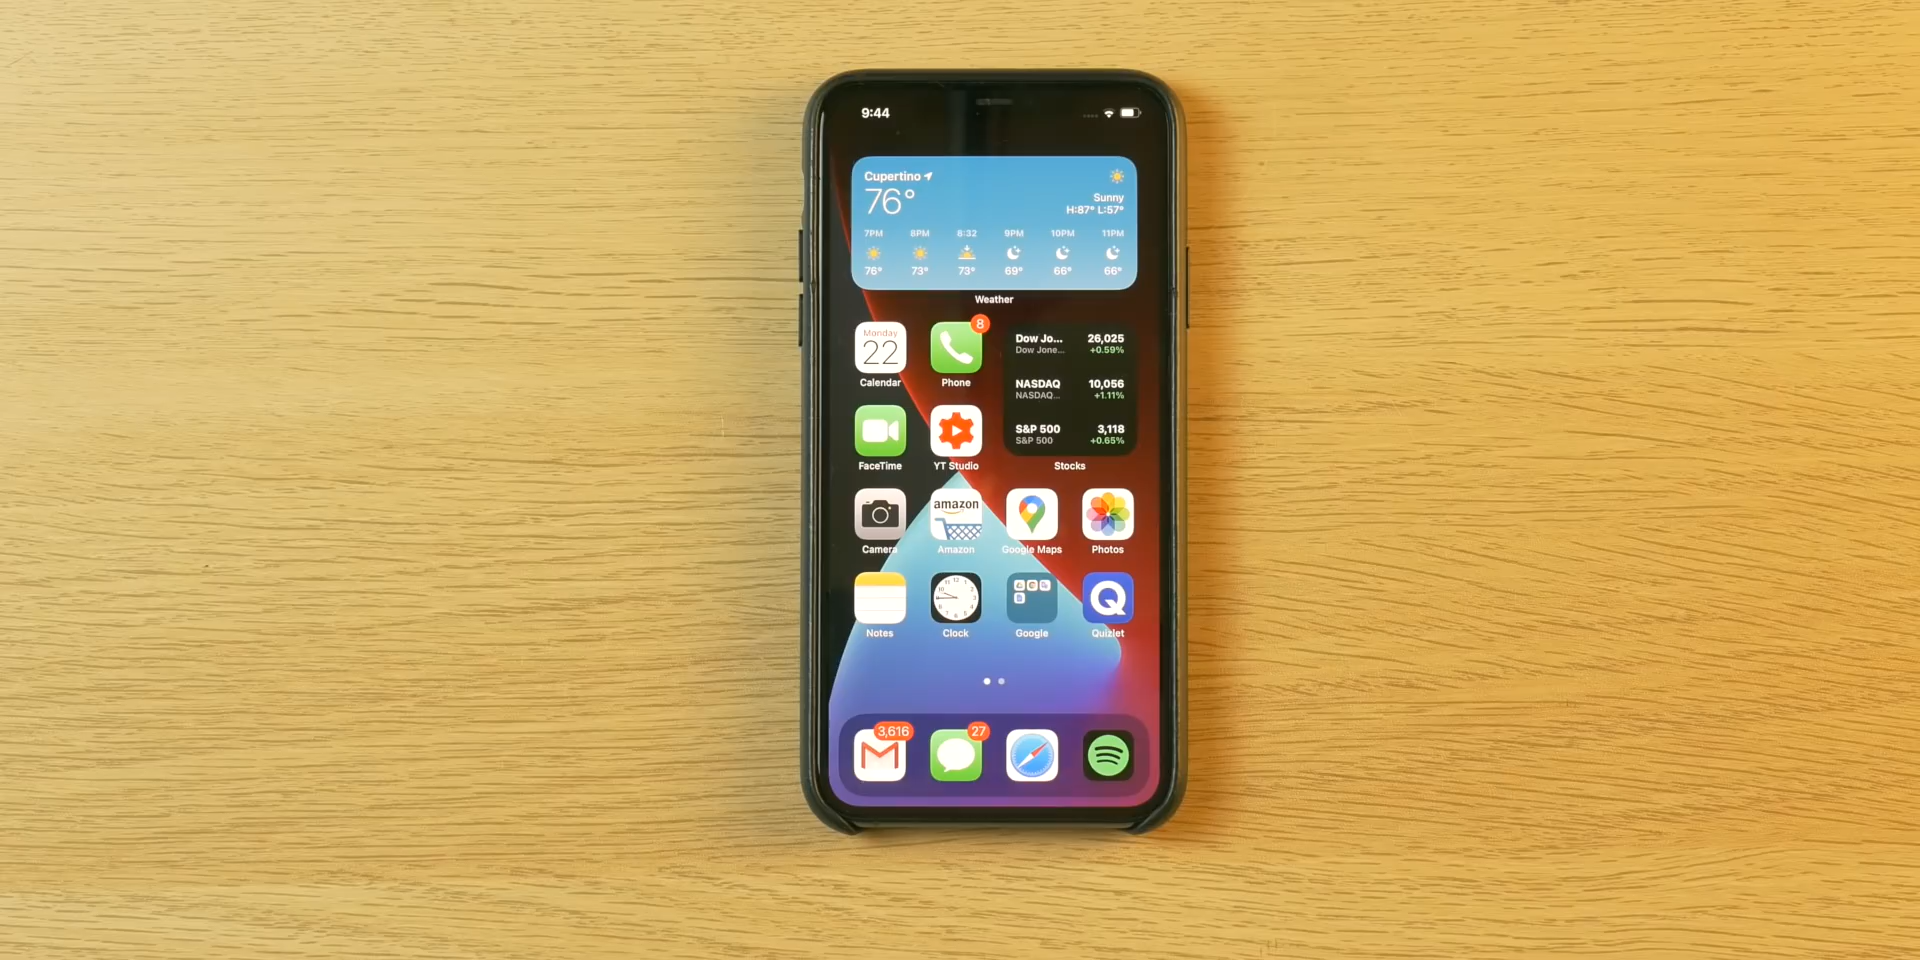 9:44
Cupertino
76°
Sunny
H:87° L:57°
7PM 8PM 8:32 9PM 10PM 11PM
76° 73° 73° 69° 66° 66°
Weather
Monday
22
Calendar
8
Phone
Dow Jo... 26,025
Dow Jone... +0.59%
NASDAQ 10,056
NASDAQ... +1.11%
S&P 500 3,118
S&P 500 +0.65%
FaceTime
YT Studio
Stocks
amazon
Camera
Amazon
Google Maps
Photos
Notes
Clock
Google
Quizlet
3,616
27